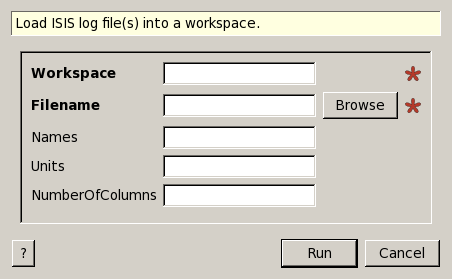 Load ISIS log file(s) into a workspace.
Workspace
Filename Browse
Names
Units
NumberOfColumns
? Run Cancel